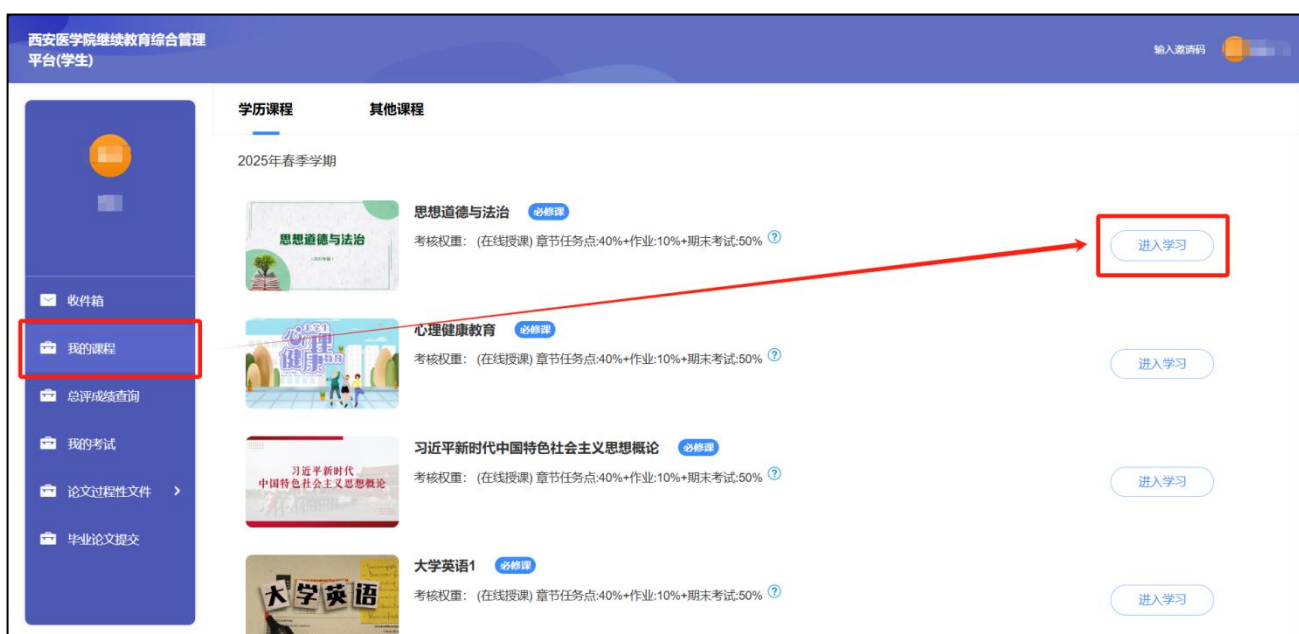 西安医学院继续教育综合管理
平台(学生)
输入邀请码
学历课程
其他课程
2025年春季学期
收件箱
我的课程
总评成绩查询
我的考试
论文过程性文件 >
毕业论文提交
思想道德与法治
思想道德与法治 必修课
考核权重: (在线授课) 章节任务点:40%+作业:10%+期末考试:50% ?
进入学习
心理
健康教育
心理健康教育 必修课
考核权重: (在线授课) 章节任务点:40%+作业:10%+期末考试:50% ?
进入学习
习近平新时代
中国特色社会主义思想概论
习近平新时代中国特色社会主义思想概论 必修课
考核权重: (在线授课) 章节任务点:40%+作业:10%+期末考试:50% ?
进入学习
大学英语
大学英语1 必修课
考核权重: (在线授课) 章节任务点:40%+作业:10%+期末考试:50% ?
进入学习